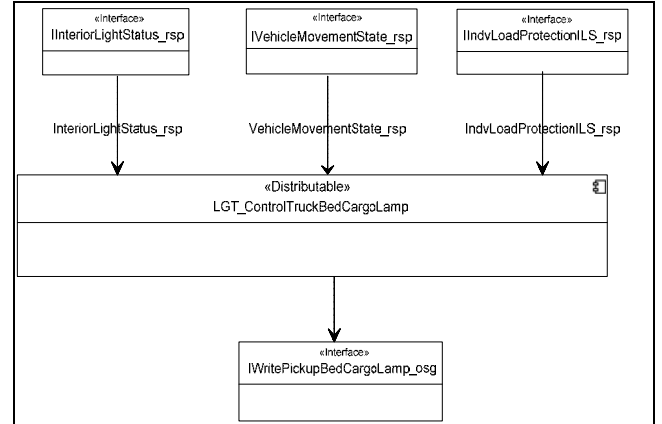 «Interface»
IInteriorLightStatus_rsp
«Interface»
IVehicleMovementState_rsp
«Interface»
IIndvLoadProtectionILS_rsp
InteriorLightStatus_rsp
VehicleMovementState_rsp
IndvLoadProtectionILS_rsp
«Distributable»
LGT_ControlTruckBedCargoLamp
«Interface»
IWritePickupBedCargoLamp_osg